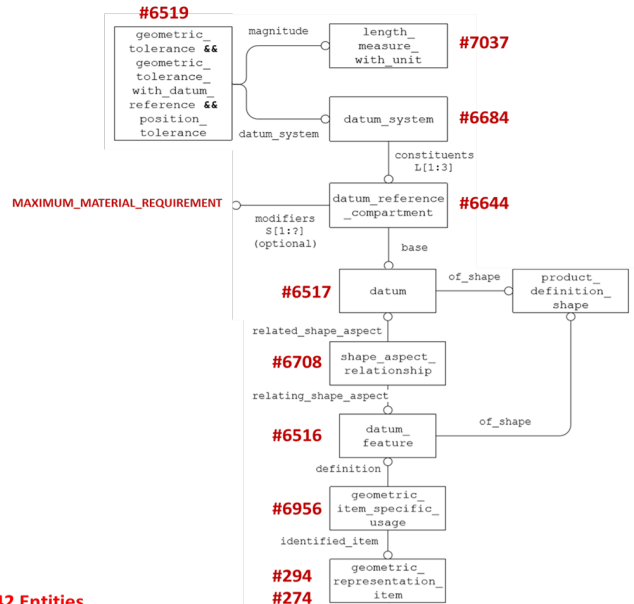 #6519
geometric_
tolerance &&
geometric_
tolerance_
with_datum_
reference &&
position_
tolerance
magnitude
length_
measure_
with_unit
#7037
datum_system
datum_system
#6684
constituents
L[1:3]
MAXIMUM_MATERIAL_REQUIREMENT
modifiers
S[1:?]
(optional)
datum_reference
_compartment
#6644
base
#6517
datum
of_shape
product_
definition_
shape
related_shape_aspect
#6708
shape_aspect_
relationship
relating_shape_aspect
#6516
datum_
feature
of_shape
definition
#6956
geometric_
item_specific_
usage
identified_item
#294
#274
geometric_
representation_
item
42 Entities